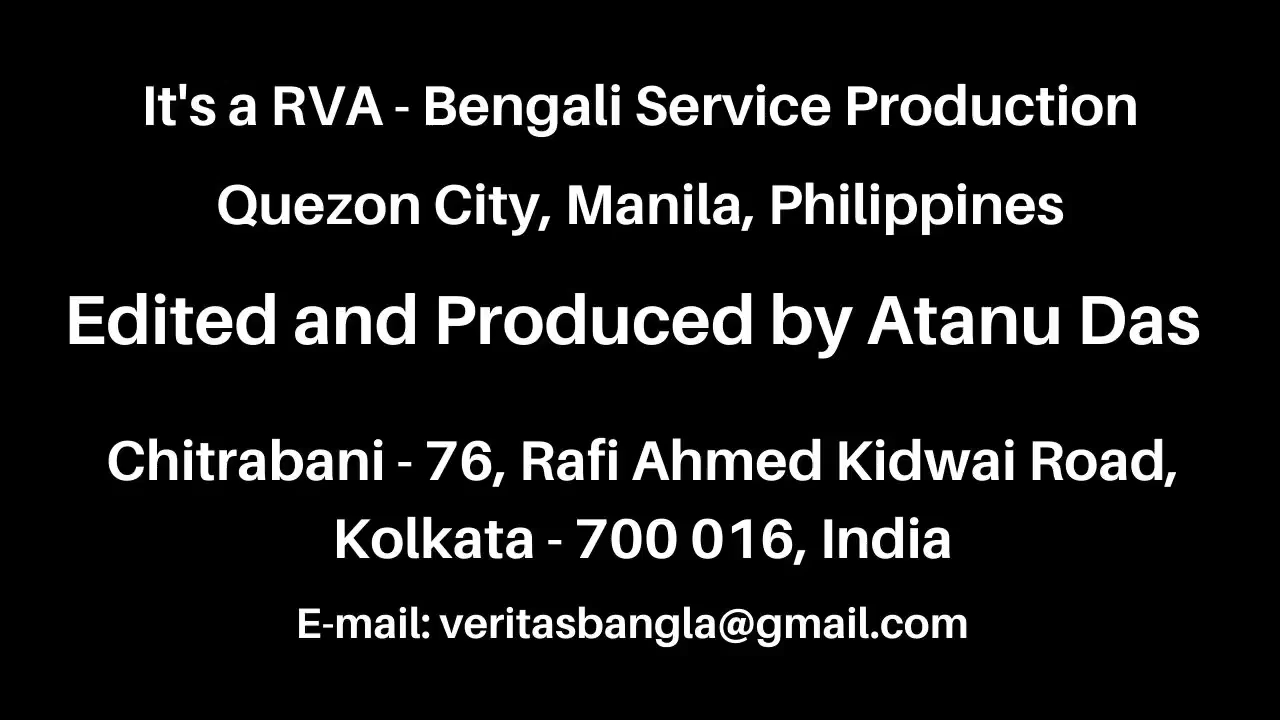 It's a RVA - Bengali Service Production
Quezon City, Manila, Philippines
Edited and Produced by Atanu Das
Chitrabani - 76, Rafi Ahmed Kidwai Road,
Kolkata - 700 016, India
E-mail: veritasbangla@gmail.com